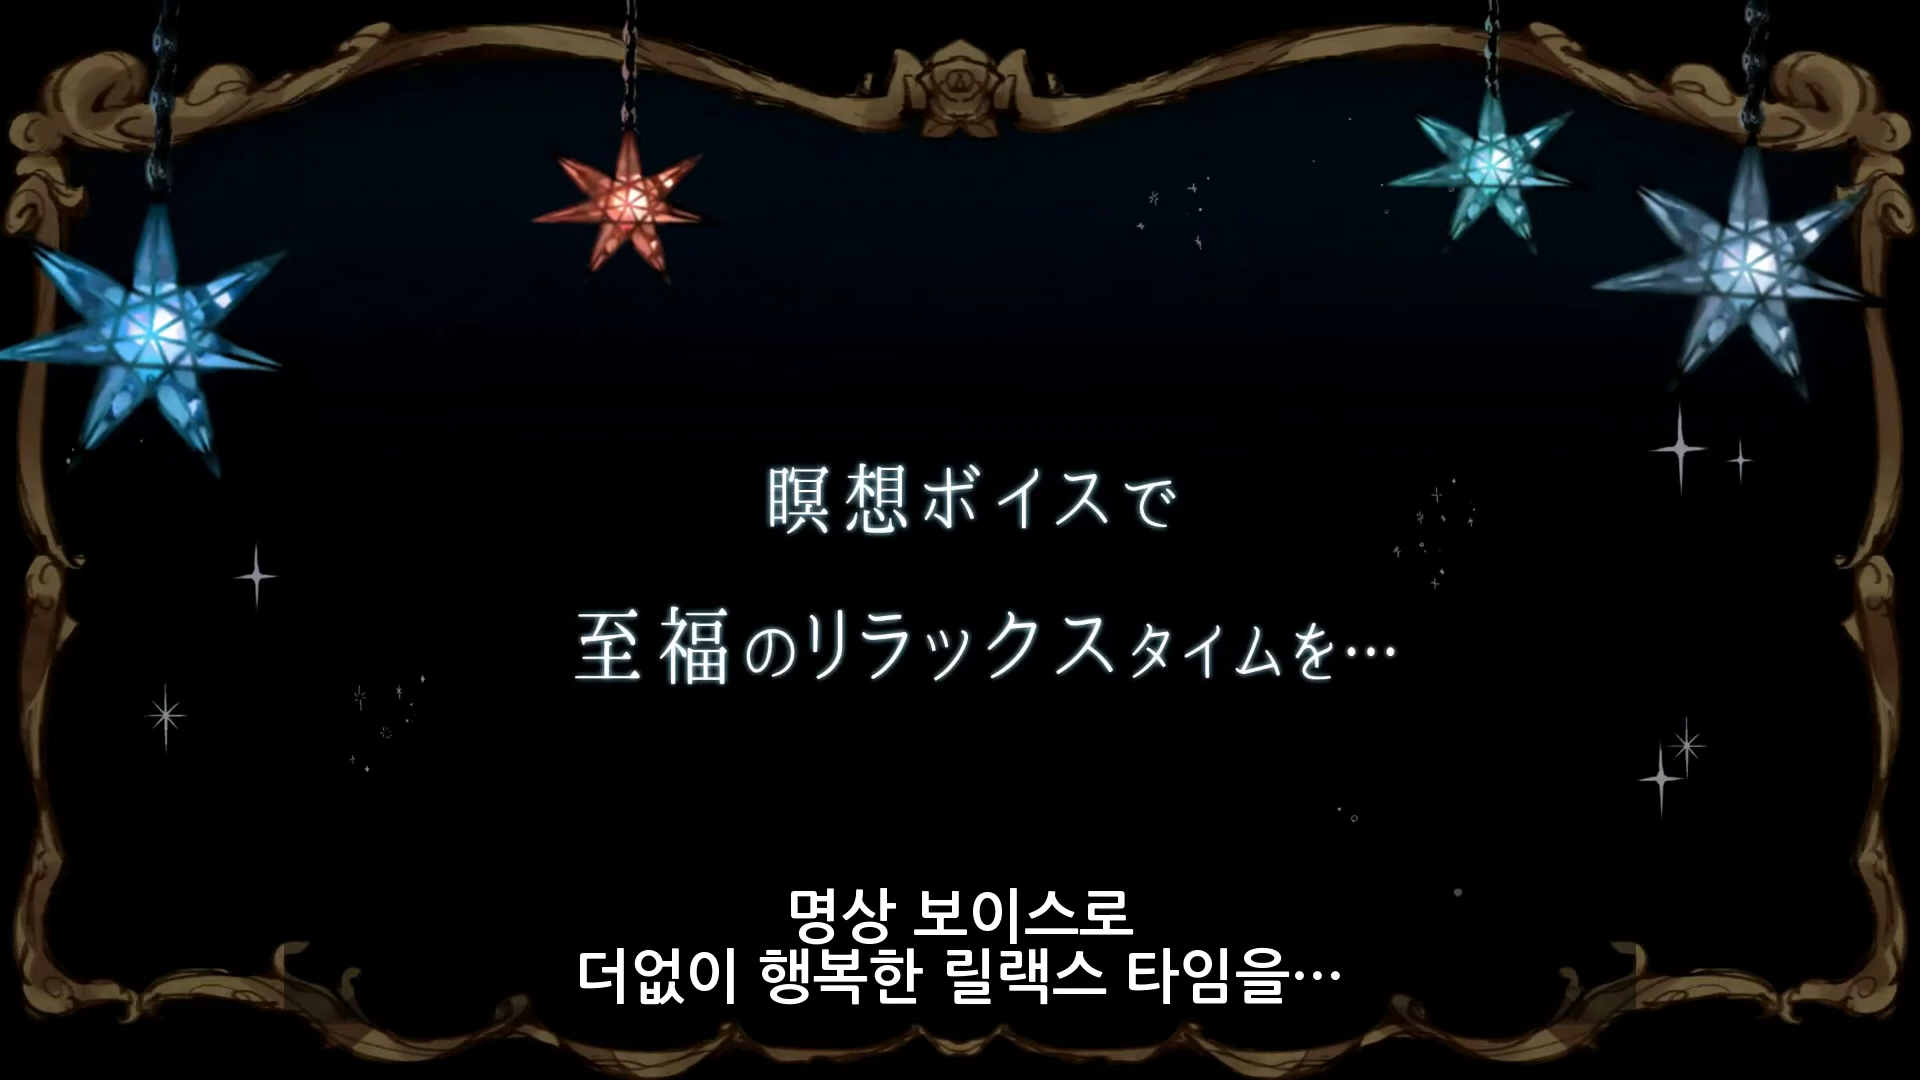 瞑想ボイスで
至福のリラックスタイムを…
명상 보이스로
더없이 행복한 릴랙스 타임을…